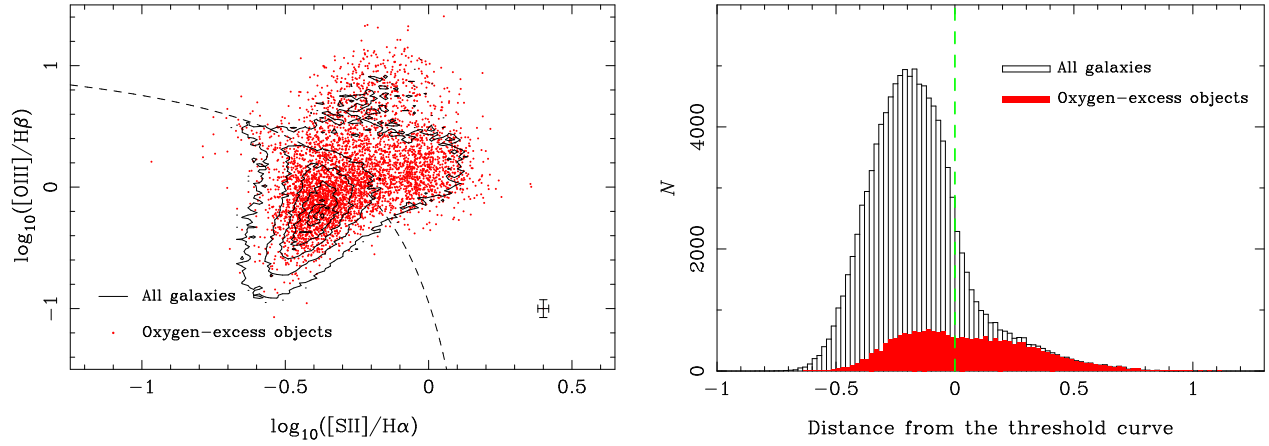 log10([OIII]/Hβ)
1
0
−1
All galaxies
Oxygen−excess objects
−1
−0.5
0
0.5
log10([SII]/Hα)
N
4000
2000
0
All galaxies
Oxygen−excess objects
−1
−0.5
0
0.5
1
Distance from the threshold curve